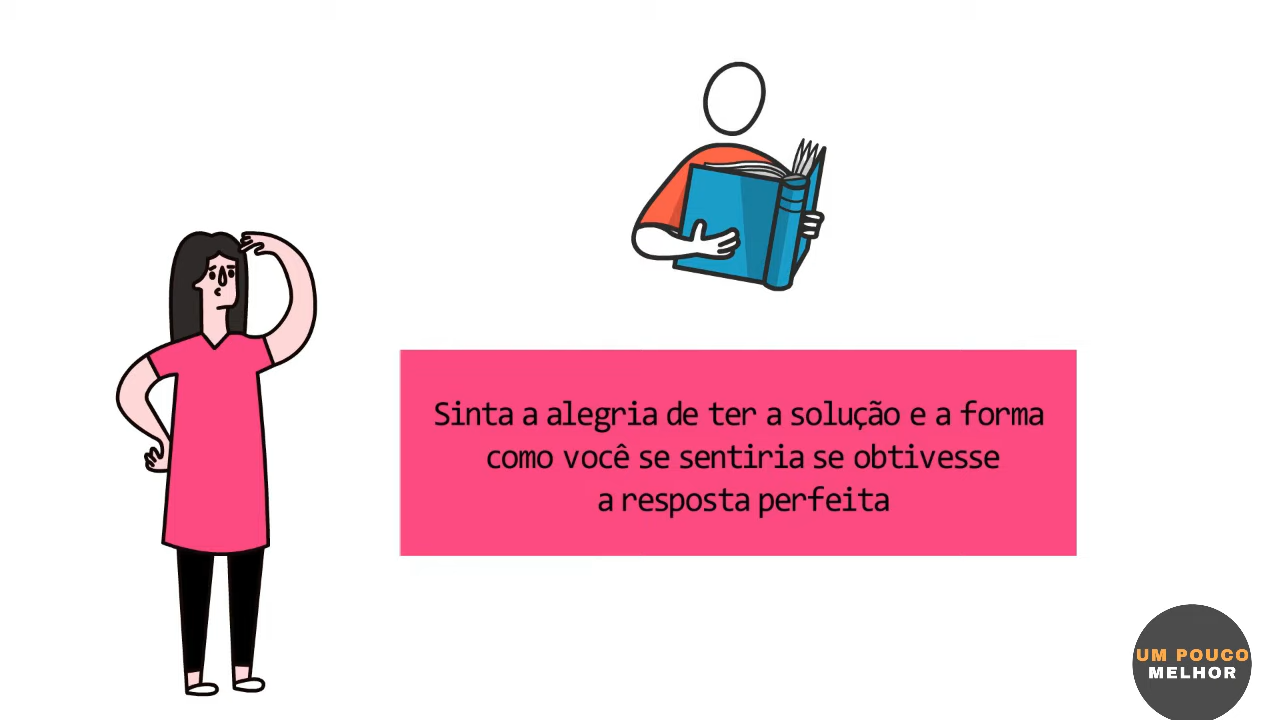 Sinta a alegria de ter a solução e a forma
como você se sentiria se obtivesse
a resposta perfeita
UM POUCO
MELHOR